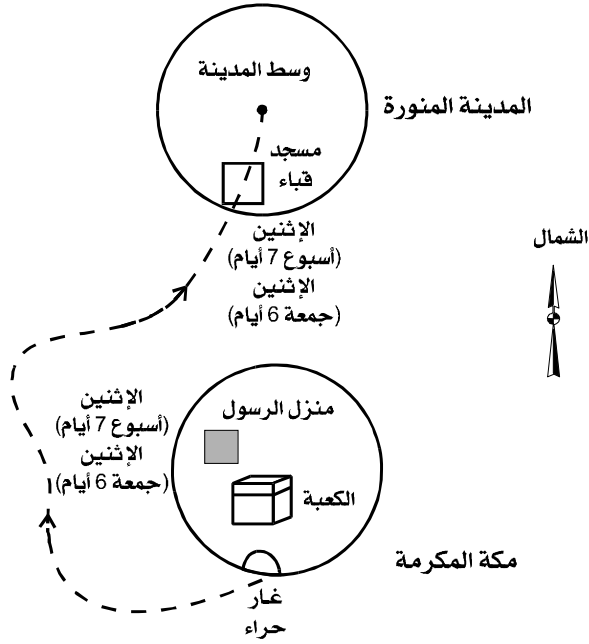 وسط المدينة
المدينة المنورة
مسجد
قباء
الإثنين
(أسبوع 7 أيام)
الإثنين
(جمعة 6 أيام)
الشمال
الإثنين
(أسبوع 7 أيام)
الإثنين
(جمعة 6 أيام)
منزل الرسول
الكعبة
مكة المكرمة
غار
حراء